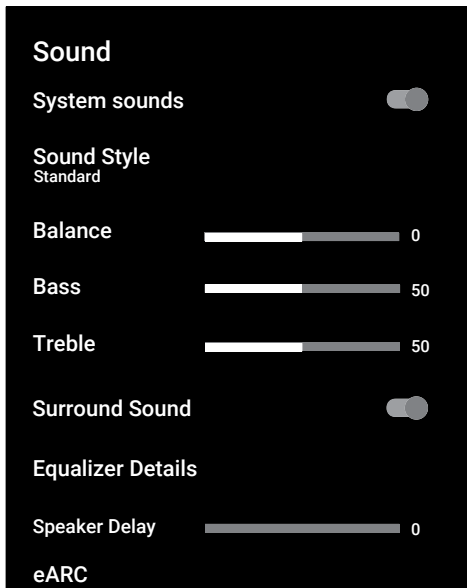 Sound
System sounds
Sound Style
Standard
Balance 0
Bass 50
Treble 50
Surround Sound
Equalizer Details
Speaker Delay 0
eARC